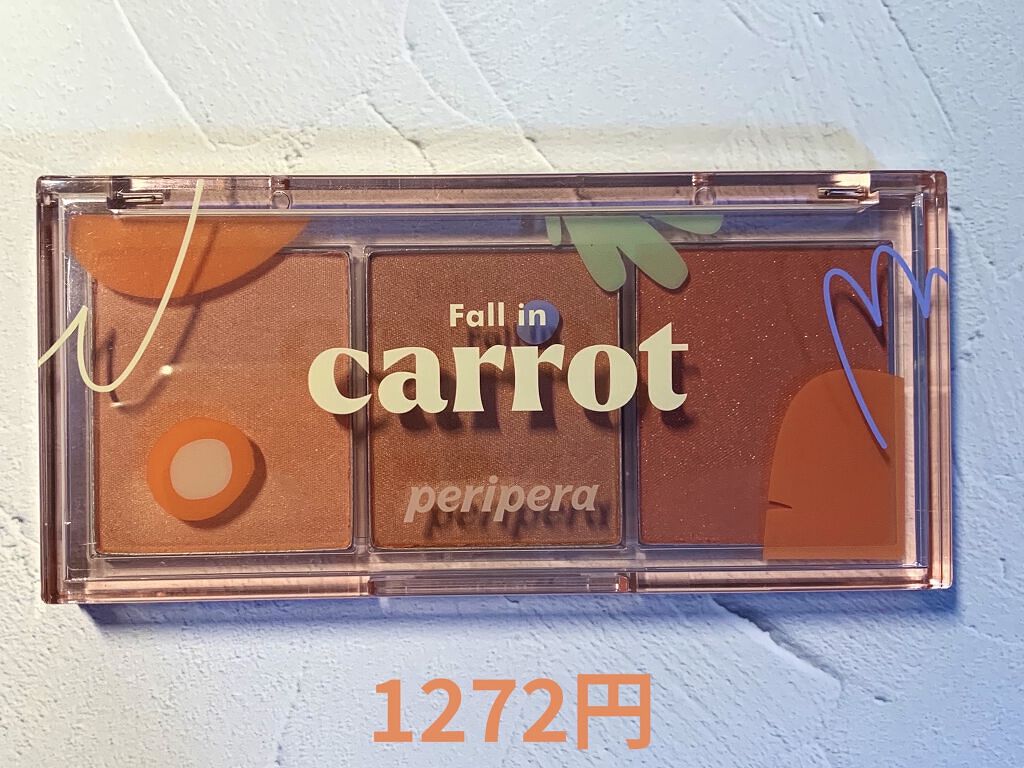 Fall in
carrot
peripera
1272円